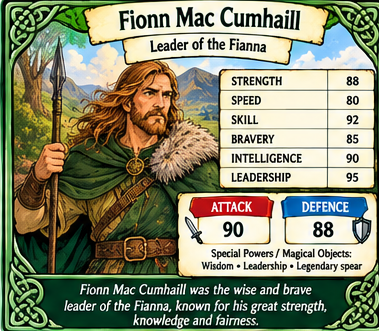 Fionn Mac Cumhaill
Leader of the Fianna
STRENGTH 88
SPEED 80
SKILL 92
BRAVERY 85
INTELLIGENCE 90
LEADERSHIP 95
ATTACK
90
DEFENCE
88
Special Powers / Magical Objects:
Wisdom • Leadership • Legendary spear
Fionn Mac Cumhaill was the wise and brave
leader of the Fianna, known for his great strength,
knowledge and fairness.